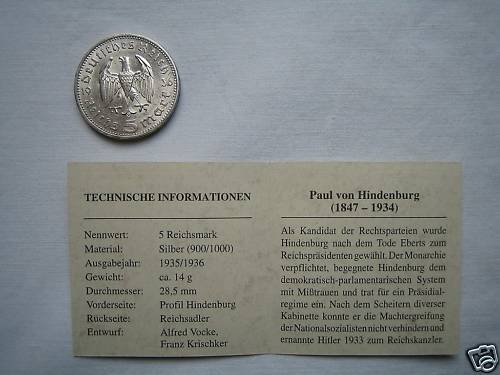 Deutsches Reich
5 Reichsmark
TECHNISCHE INFORMATIONEN
Nennwert: 5 Reichsmark
Material: Silber (900/1000)
Ausgabejahr: 1935/1936
Gewicht: ca. 14 g
Durchmesser: 28,5 mm
Vorderseite: Profil Hindenburg
Rückseite: Reichsadler
Entwurf: Alfred Vocke,
Franz Krischker
Paul von Hindenburg
(1847 – 1934)
Als Kandidat der Rechtsparteien wurde
Hindenburg nach dem Tode Eberts zum
Reichspräsidenten gewählt. Der Monarchie
verpflichtet, begegnete Hindenburg dem
demokratisch-parlamentarischen System
mit Mißtrauen und trat für ein Präsidial-
regime ein. Nach dem Scheitern diverser
Kabinette konnte er die Machtergreifung
der Nationalsozialisten nicht verhindern und
ernannte Hitler 1933 zum Reichskanzler.